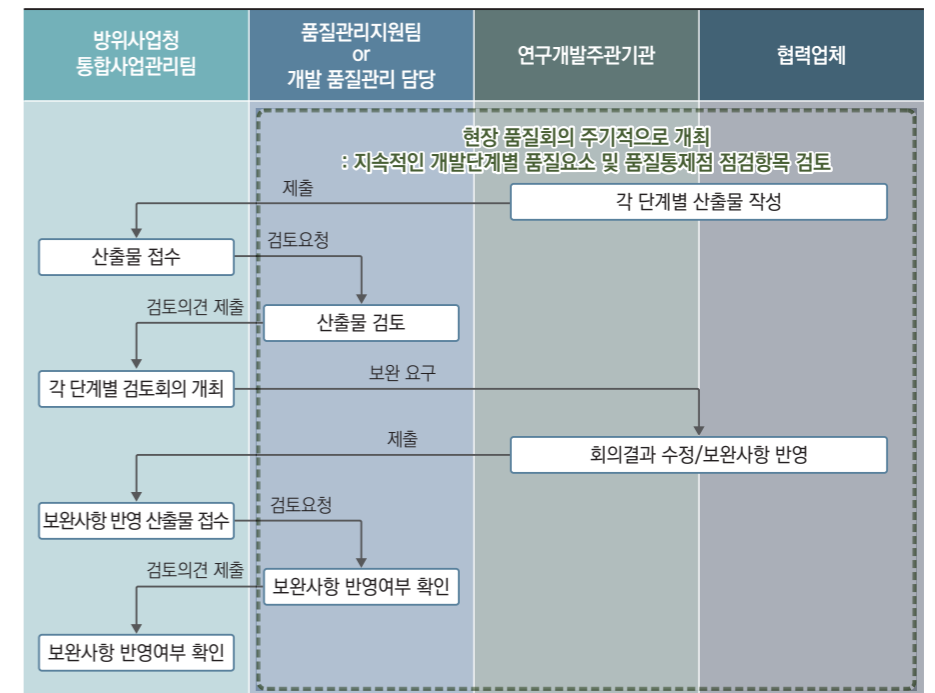 방위사업청
통합사업관리팀
품질관리지원팀
or
개발 품질관리 담당
연구개발주관기관
협력업체
현장 품질회의 주기적으로 개최
: 지속적인 개발단계별 품질요소 및 품질통제점 점검항목 검토
제출
각 단계별 산출물 작성
산출물 접수
검토요청
검토의견 제출
산출물 검토
각 단계별 검토회의 개최
보완 요구
제출
회의결과 수정/보완사항 반영
보완사항 반영 산출물 접수
검토요청
검토의견 제출
보완사항 반영여부 확인
보완사항 반영여부 확인